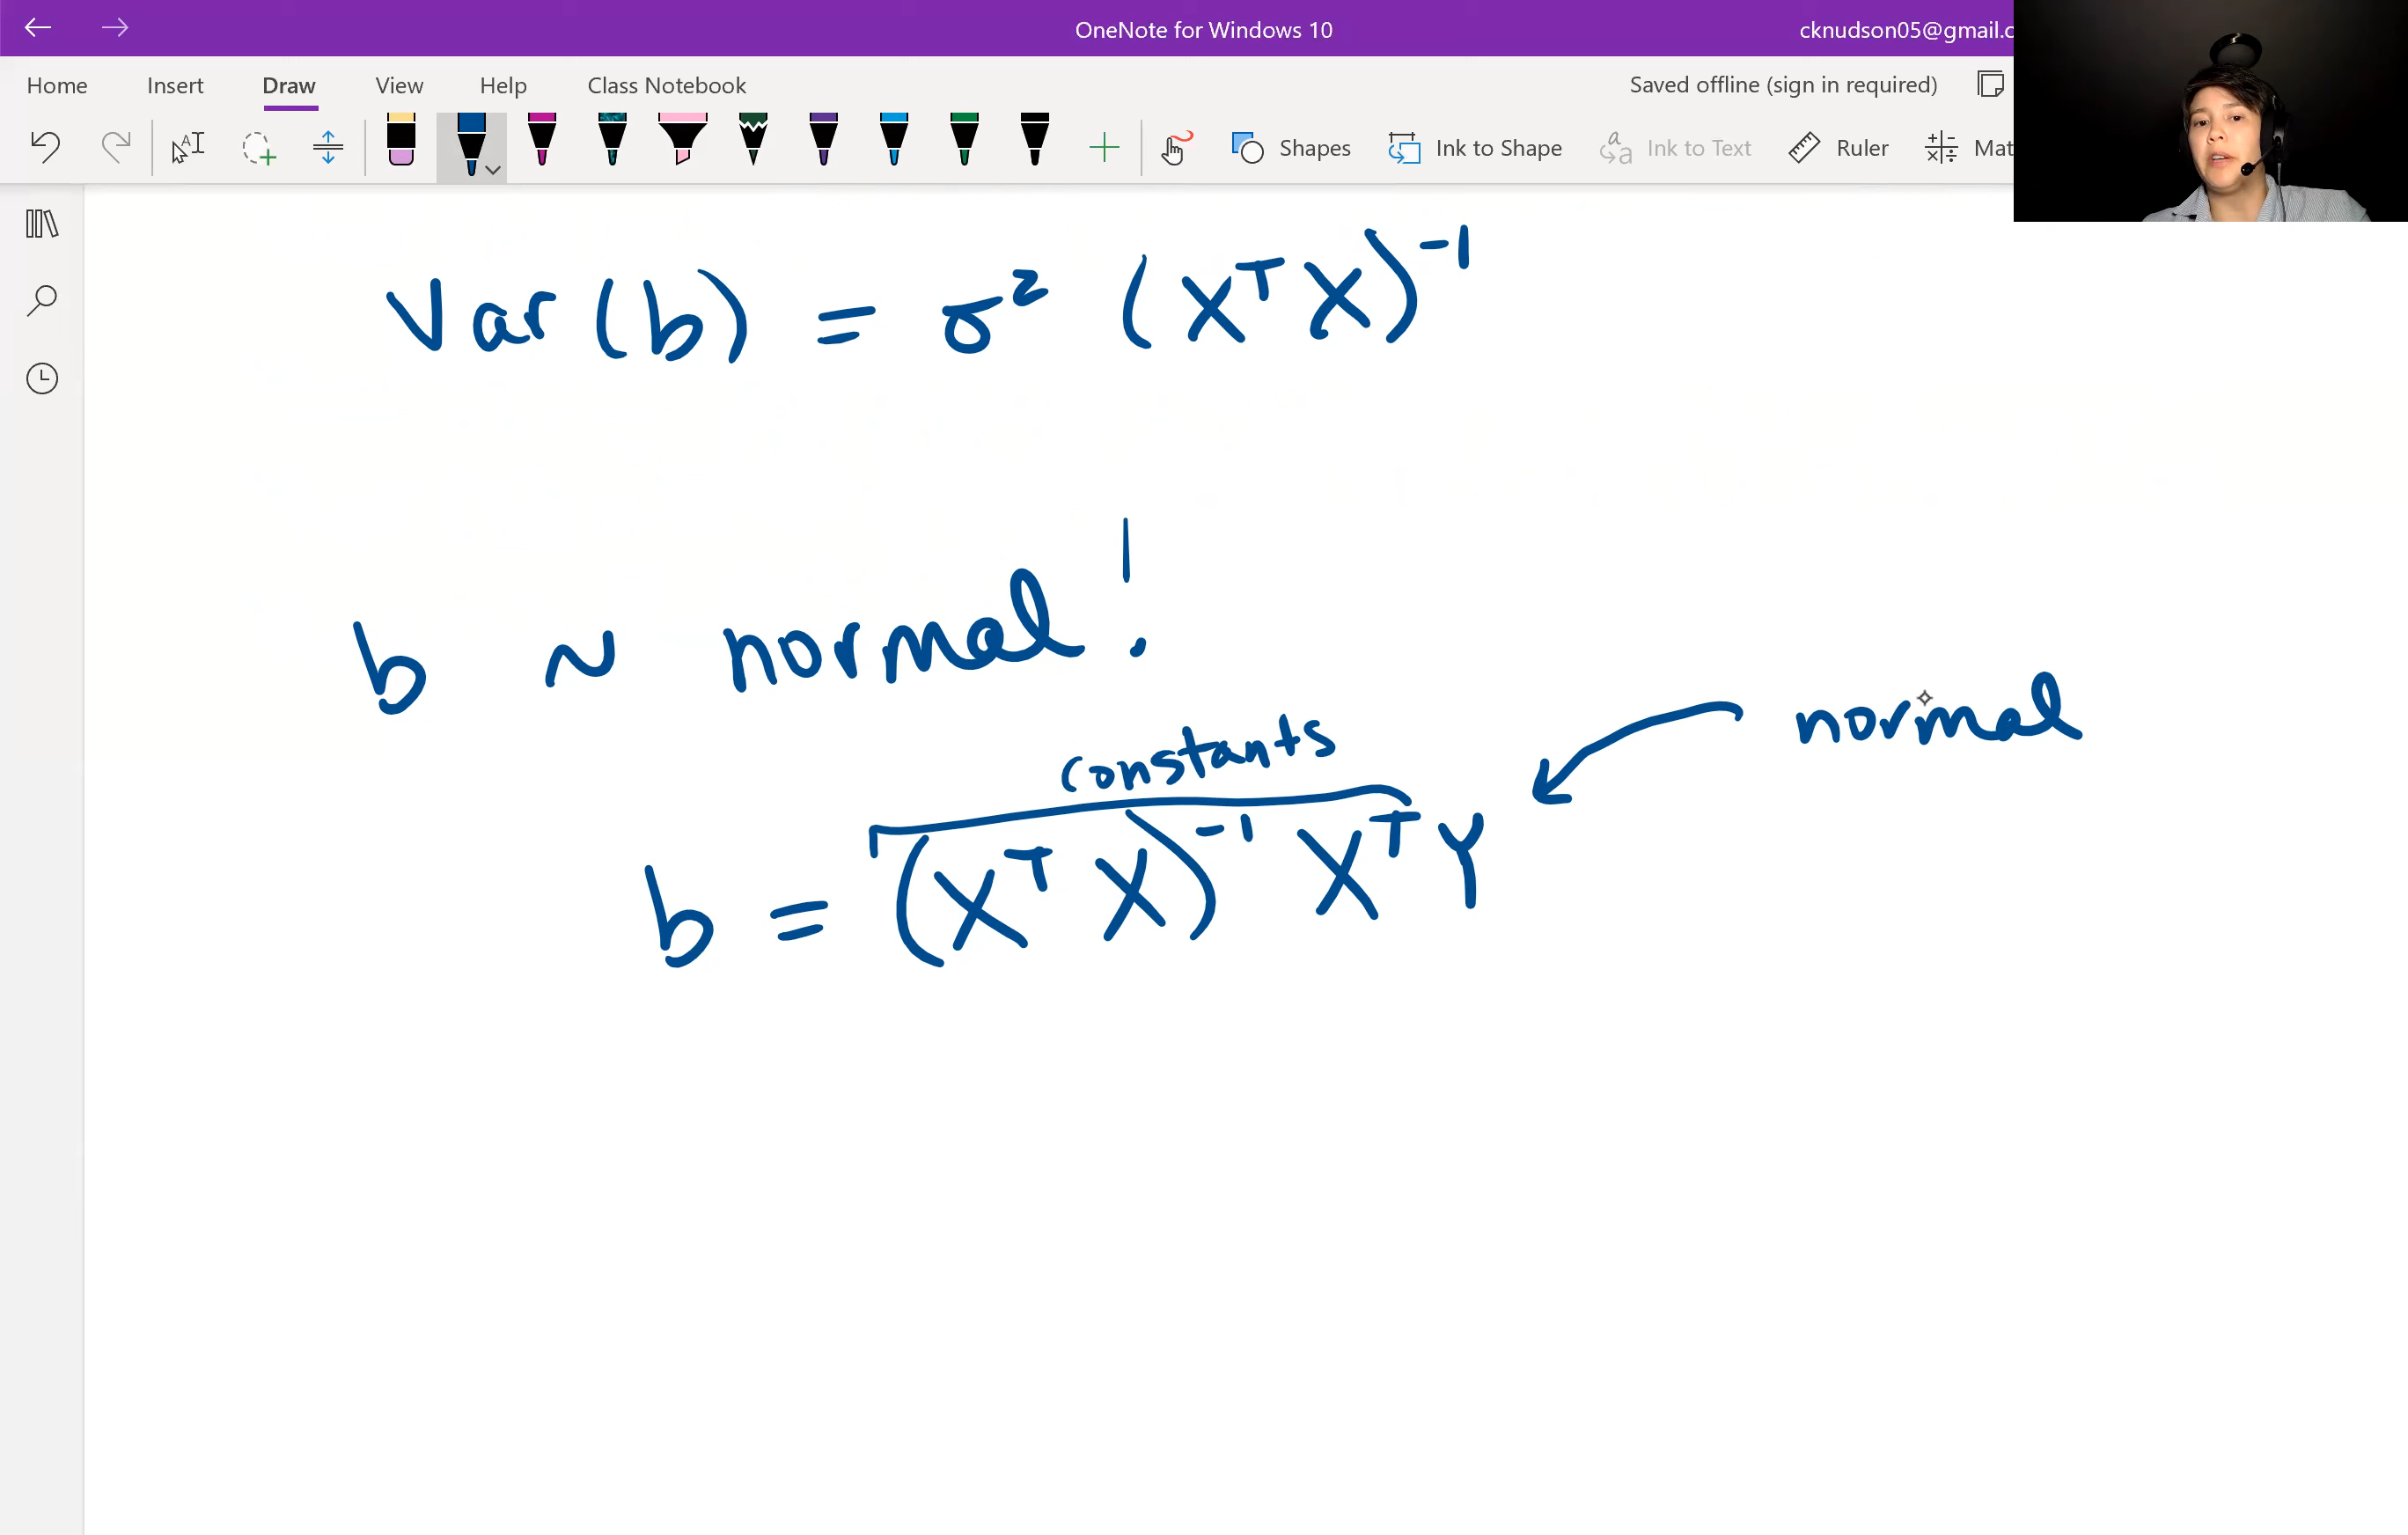 OneNote for Windows 10
cknudson05@gmail.c
Home Insert Draw View Help Class Notebook
Saved offline (sign in required)
Shapes Ink to Shape Ink to Text Ruler Mat
Var(b) = σ² (XᵀX)⁻¹
b ~ normal!
constants
normal
b = (XᵀX)⁻¹ XᵀY